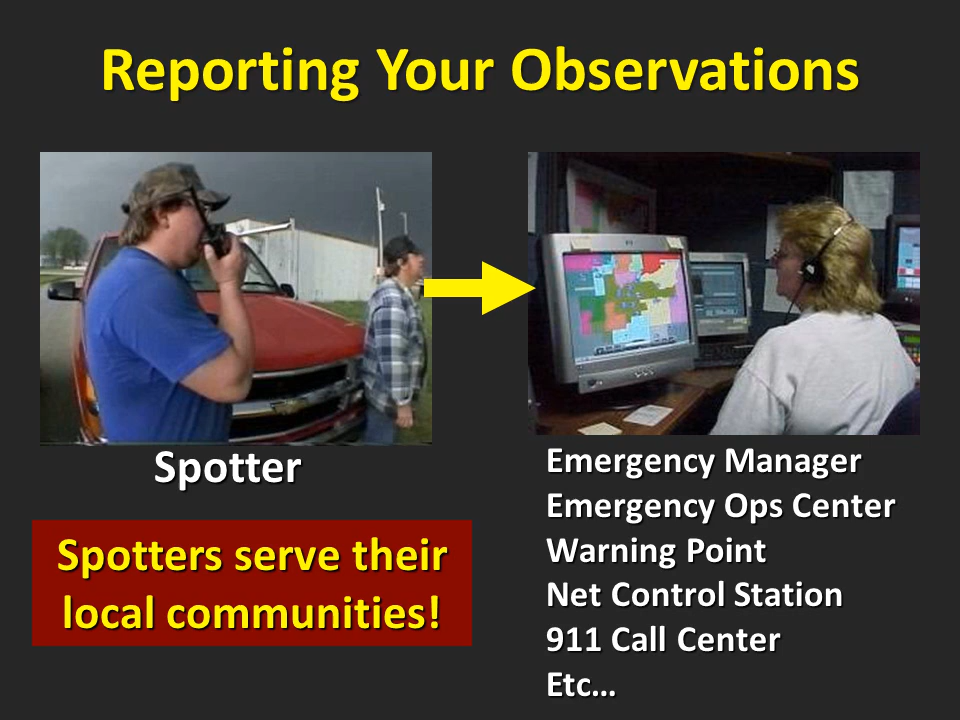 Reporting Your Observations
Spotter
Spotters serve their
local communities!
Emergency Manager
Emergency Ops Center
Warning Point
Net Control Station
911 Call Center
Etc…